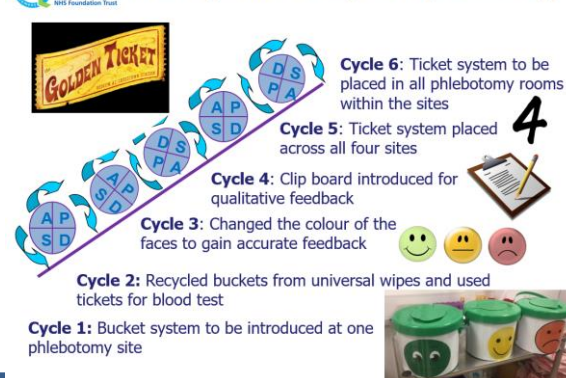 NHS Foundation Trust
GOLDEN TICKET
Cycle 6: Ticket system to be
placed in all phlebotomy rooms
within the sites
D S
P A
A P
S D
Cycle 5: Ticket system placed
across all four sites
4
D S
P A
Cycle 4: Clip board introduced for
qualitative feedback
A P
S D
Cycle 3: Changed the colour of the
faces to gain accurate feedback
A P
S D
Cycle 2: Recycled buckets from universal wipes and used
tickets for blood test
Cycle 1: Bucket system to be introduced at one
phlebotomy site